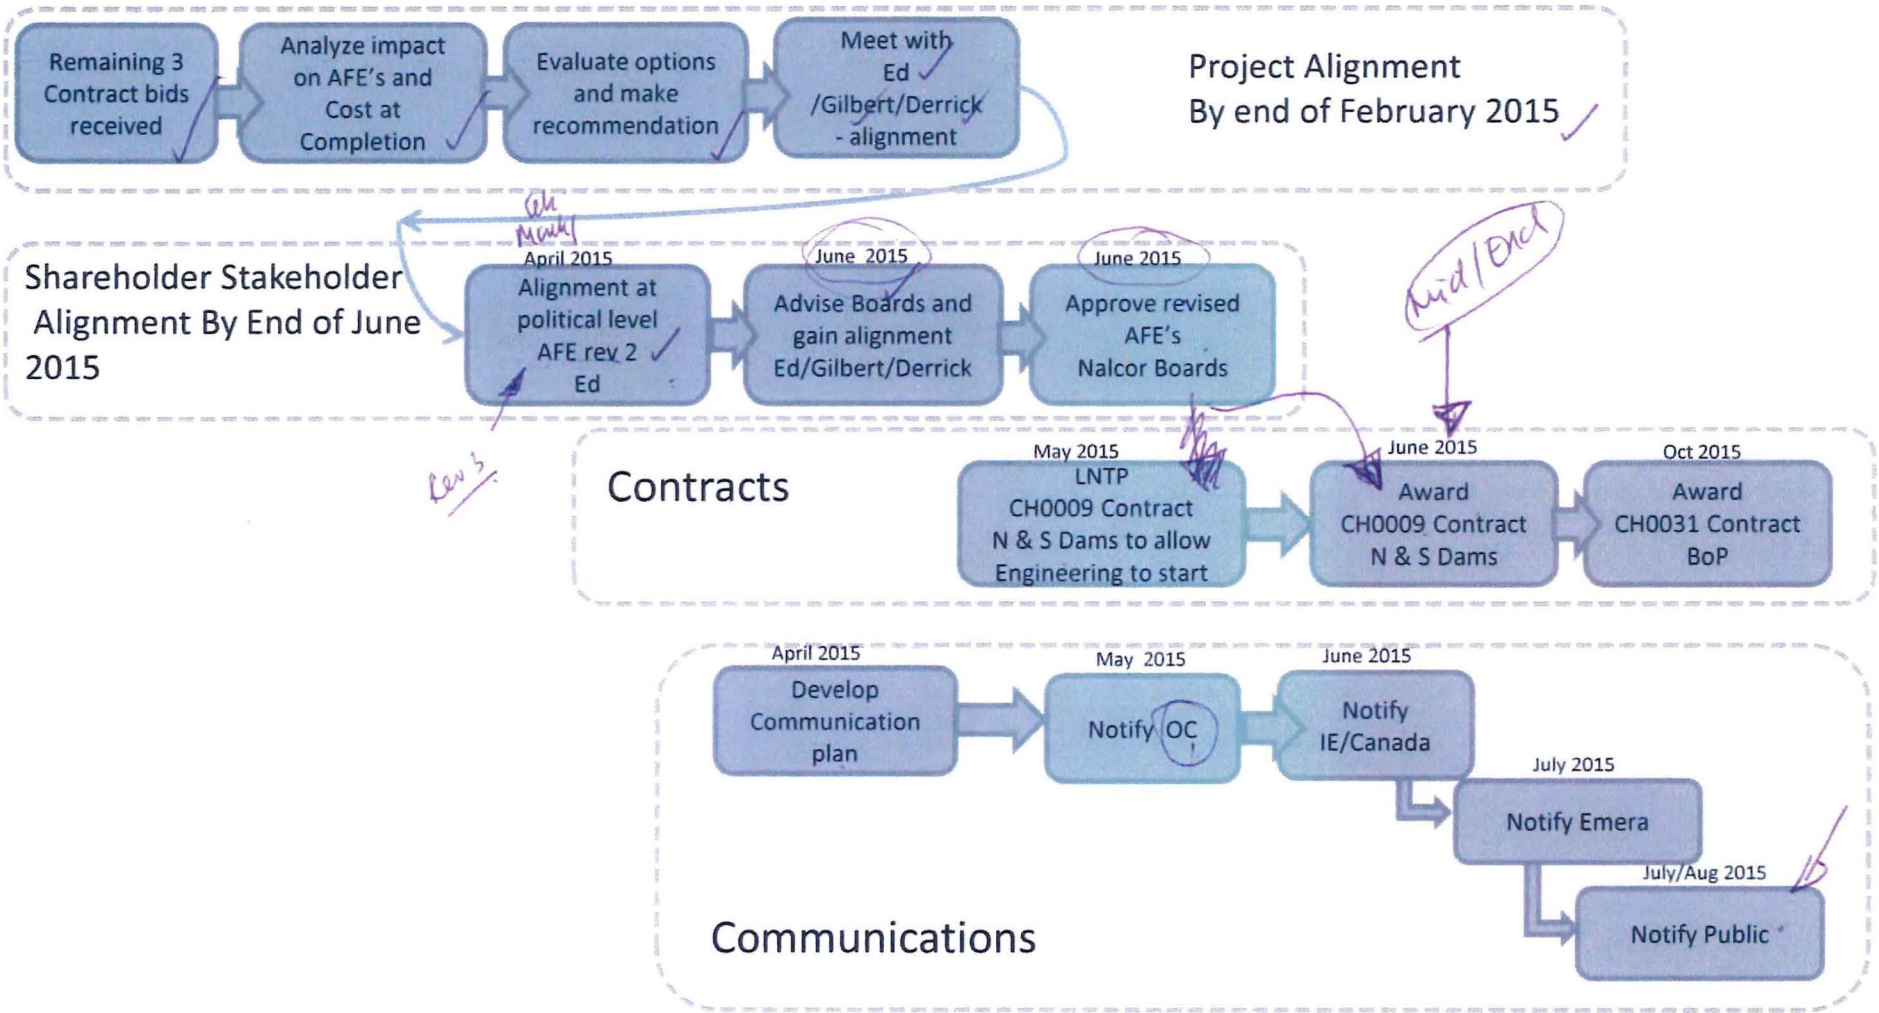 Remaining 3
Contract bids
received
Analyze impact
on AFE's and
Cost at
Completion
Evaluate options
and make
recommendation
Meet with
Ed
/Gilbert/Derrick
- alignment
Project Alignment
By end of February 2015
Shareholder Stakeholder
Alignment By End of June
2015
April 2015
Alignment at
political level
AFE rev 2
Ed
Rev 3
June 2015
Advise Boards and
gain alignment
Ed/Gilbert/Derrick
June 2015
Approve revised
AFE's
Nalcor Boards
Mid/End
Contracts
May 2015
LNTP
CH0009 Contract
N & S Dams to allow
Engineering to start
June 2015
Award
CH0009 Contract
N & S Dams
Oct 2015
Award
CH0031 Contract
BoP
Communications
April 2015
Develop
Communication
plan
May 2015
Notify OC
June 2015
Notify
IE/Canada
July 2015
Notify Emera
July/Aug 2015
Notify Public